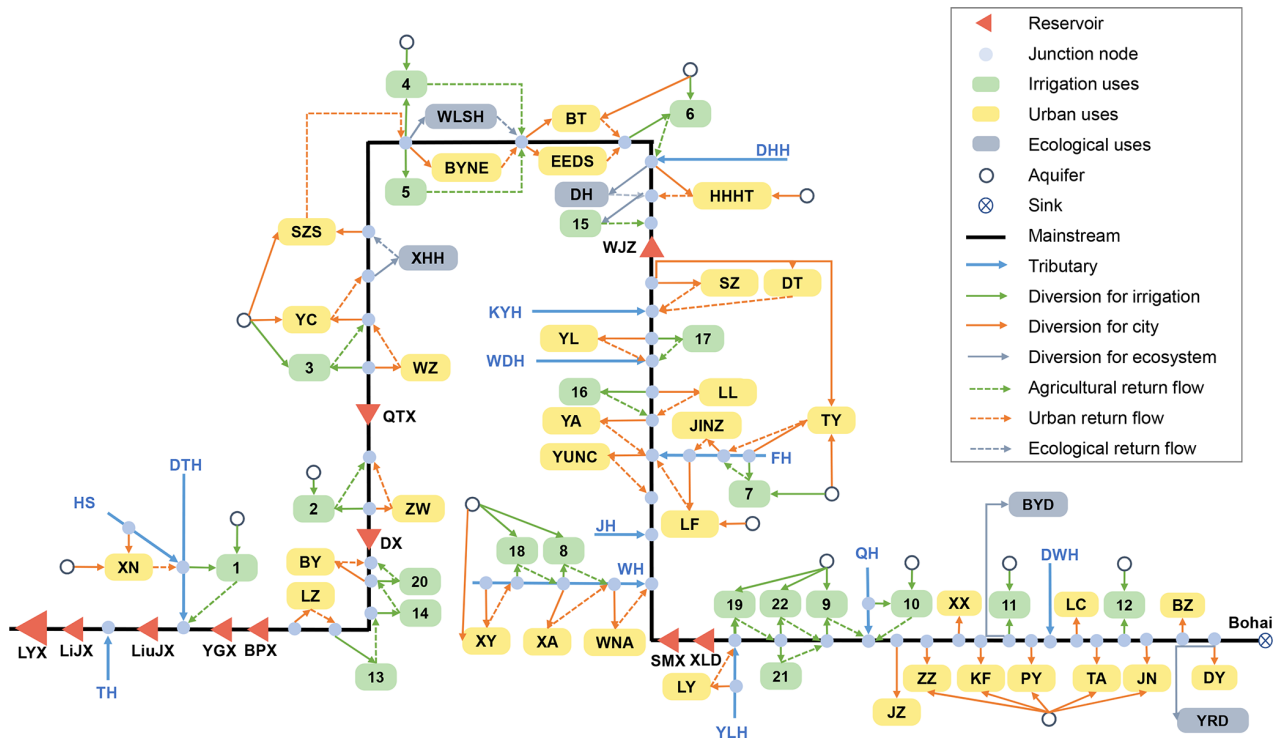 Reservoir
Junction node
Irrigation uses
Urban uses
Ecological uses
Aquifer
Sink
Mainstream
Tributary
Diversion for irrigation
Diversion for city
Diversion for ecosystem
Agricultural return flow
Urban return flow
Ecological return flow
4
WLSH
BYNE
5
BT
EEDS
6
DHH
DH
HHHT
15
WJZ
SZS
XHH
YC
3
WZ
QTX
SZ
DT
KYH
YL
17
WDH
16
LL
YA
JINZ
TY
YUNC
FH
7
LF
DTH
HS
XN
1
2
ZW
DX
BY
20
LZ
14
13
LYX
LiJX
TH
LiuJX
YGX
BPX
JH
18
8
WH
XY
XA
WNA
SMX
XLD
LY
YLH
19
22
9
21
QH
10
JZ
ZZ
XX
KF
BYD
11
PY
DWH
LC
TA
12
JN
BZ
DY
YRD
Bohai